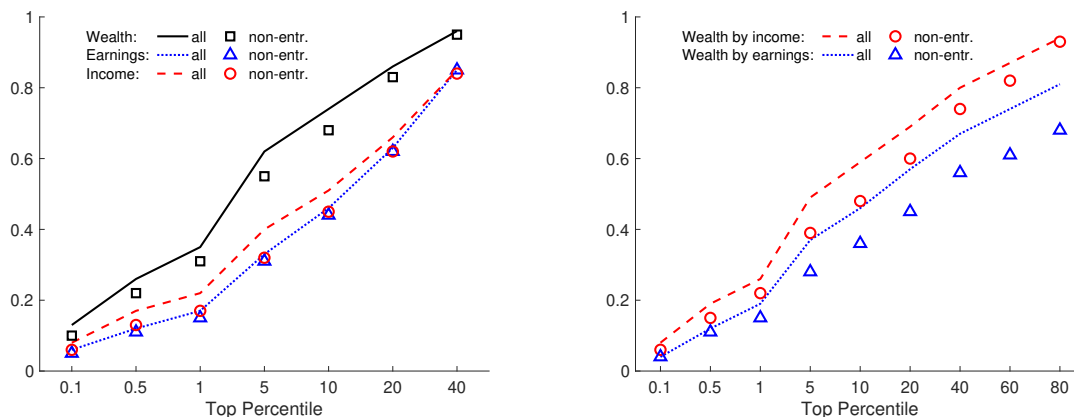 Wealth: all non-entr.
Earnings: all non-entr.
Income: all non-entr.
1
0.8
0.6
0.4
0.2
0
0.1 0.5 1 5 10 20 40
Top Percentile
Wealth by income: all non-entr.
Wealth by earnings: all non-entr.
1
0.8
0.6
0.4
0.2
0
0.1 0.5 1 5 10 20 40 60 80
Top Percentile